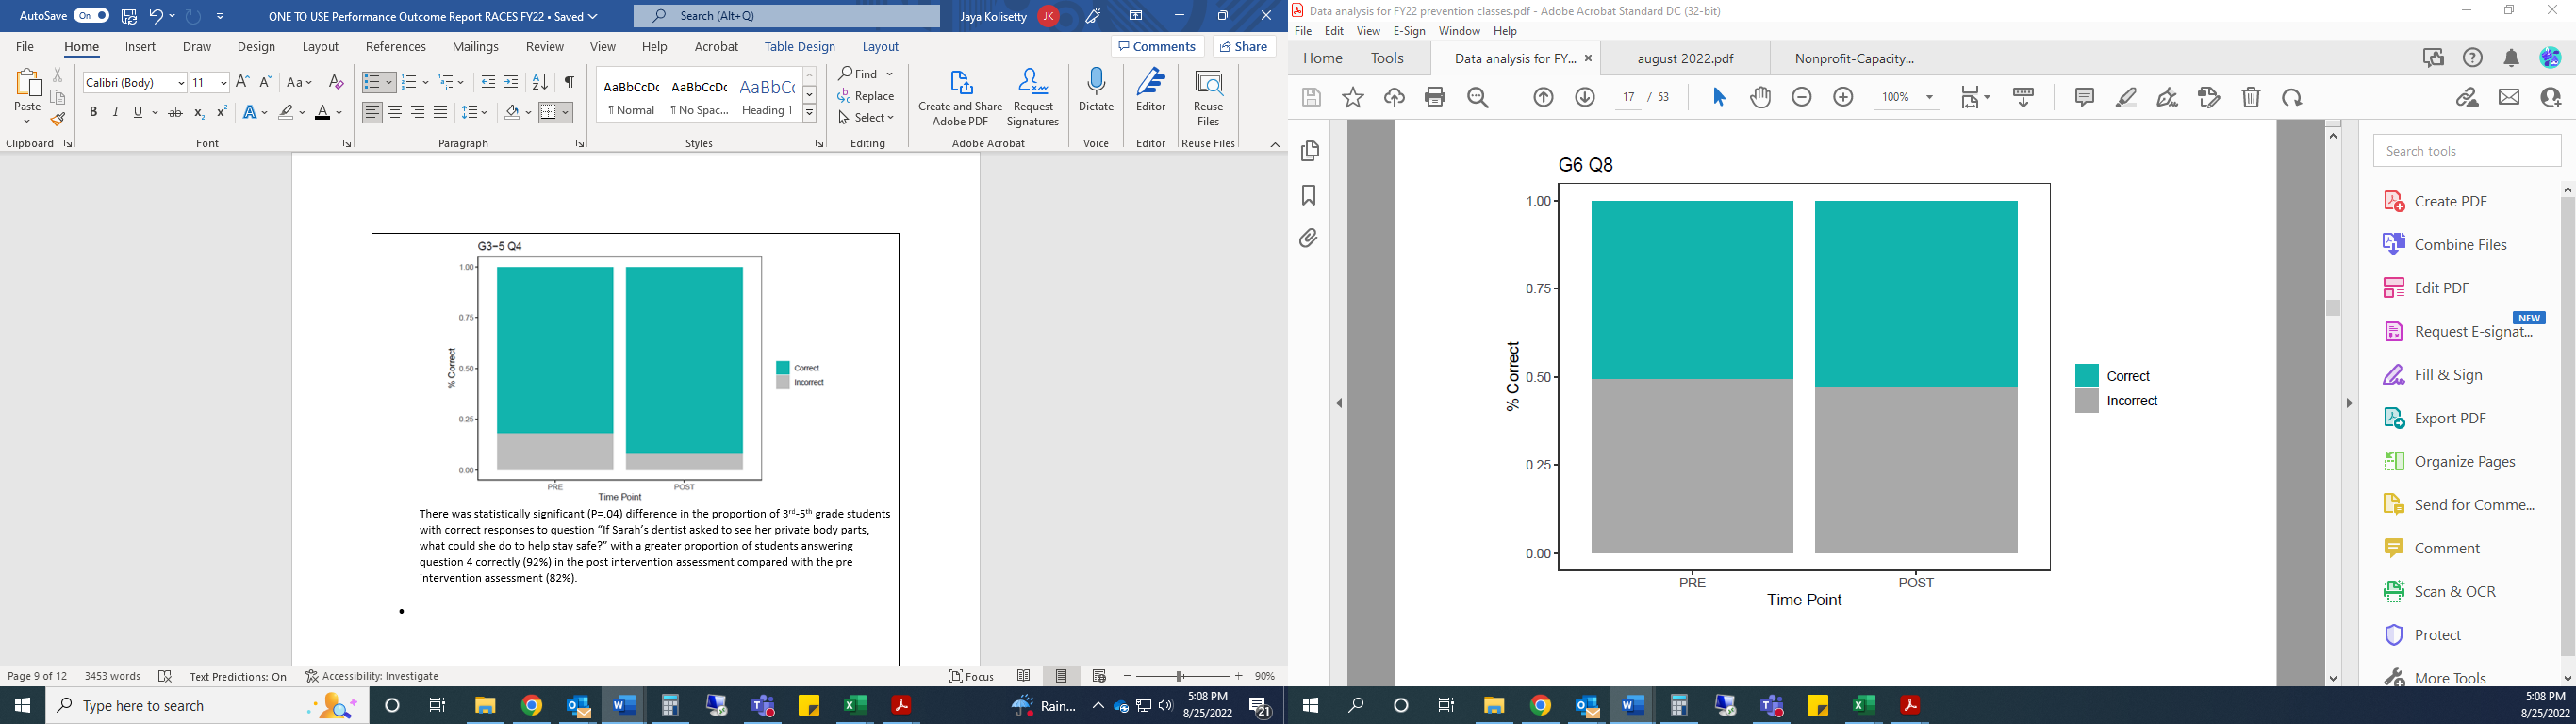 AutoSave On ONE TO USE Performance Outcome Report RACES FY22 • Saved Search (Alt+Q) Jaya Kolisetty JK
File Home Insert Draw Design Layout References Mailings Review View Help Acrobat Table Design Layout Comments Share
Calibri (Body) 11 A A Aa A
Paste
B I U ab x₂ x² A A
AaBbCcDc AaBbCcDc AaBbC
¶ Normal ¶ No Spac... Heading 1
Find
Replace
Select
Create and Share
Adobe PDF
Request
Signatures
Dictate
Editor
Reuse
Files
Clipboard Font Paragraph Styles Editing Adobe Acrobat Voice Editor Reuse Files
G3−5 Q4
1.00
0.75
0.50
0.25
0.00
% Correct
PRE POST
Time Point
Correct
Incorrect
There was statistically significant (P=.04) difference in the proportion of 3rd-5th grade students
with correct responses to question “If Sarah’s dentist asked to see her private body parts,
what could she do to help stay safe?” with a greater proportion of students answering
question 4 correctly (92%) in the post intervention assessment compared with the pre
intervention assessment (82%).
•
Page 9 of 12 3453 words Text Predictions: On Accessibility: Investigate Focus 90%
Type here to search Rain... 5:08 PM
8/25/2022 21
Data analysis for FY22 prevention classes.pdf - Adobe Acrobat Standard DC (32-bit)
File Edit View E-Sign Window Help
Home Tools Data analysis for FY... × august 2022.pdf Nonprofit-Capacity...
17 / 53 100%
G6 Q8
1.00
0.75
0.50
0.25
0.00
% Correct
PRE POST
Time Point
Correct
Incorrect
Search tools
Create PDF
Combine Files
Edit PDF
NEW
Request E-signat...
Fill & Sign
Export PDF
Organize Pages
Send for Comme...
Comment
Scan & OCR
Protect
More Tools
5:08 PM
8/25/2022